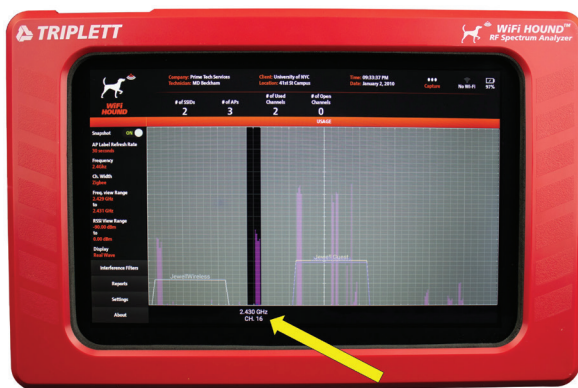 TRIPLETT
WiFi HOUND™
RF Spectrum Analyzer
WiFi
HOUND
Company: Prime Tech Services
Technician: MD Beckham
Client: University of NYC
Location: 41st St Campus
Time: 09:33:37 PM
Date: January 2, 2018
Capture
No Wi-Fi
97%
# of SSIDs
2
# of APs
3
# of Used
Channels
2
# of Open
Channels
0
USAGE
Snapshot ON
AP Label Refresh Rate
30 seconds
Frequency
2.4Ghz
Ch. Width
Zigbee
Freq. view Range
2.429 GHz
to
2.431 GHz
RSSI View Range
-90.00 dBm
to
0.00 dBm
Display
Real Wave
Interference Filters
Reports
Settings
About
JewellWireless
Jewell Guest
2.430 GHz
CH. 16